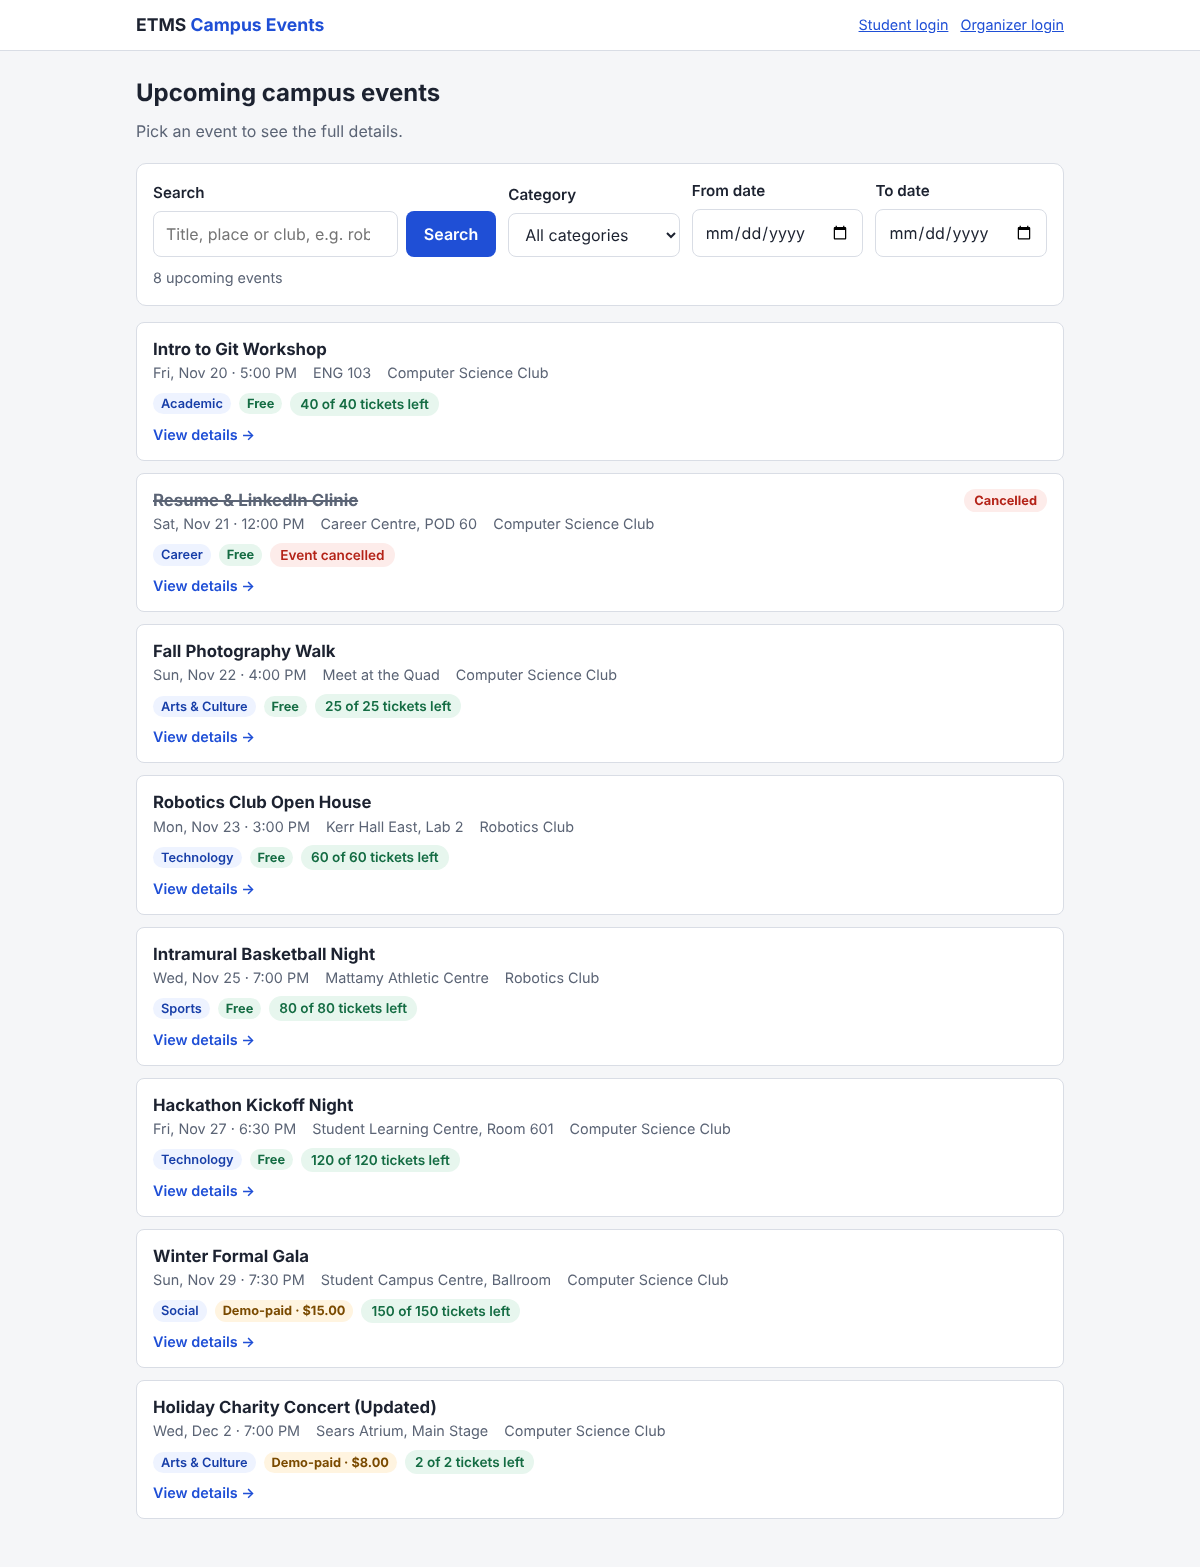 ETMS Campus Events
Student login Organizer login
Upcoming campus events
Pick an event to see the full details.
Search Category From date To date
Title, place or club, e.g. rob Search All categories mm/dd/yyyy mm/dd/yyyy
8 upcoming events
Intro to Git Workshop
Fri, Nov 20 · 5:00 PM ENG 103 Computer Science Club
Academic Free 40 of 40 tickets left
View details →
Resume & LinkedIn Clinic Cancelled
Sat, Nov 21 · 12:00 PM Career Centre, POD 60 Computer Science Club
Career Free Event cancelled
View details →
Fall Photography Walk
Sun, Nov 22 · 4:00 PM Meet at the Quad Computer Science Club
Arts & Culture Free 25 of 25 tickets left
View details →
Robotics Club Open House
Mon, Nov 23 · 3:00 PM Kerr Hall East, Lab 2 Robotics Club
Technology Free 60 of 60 tickets left
View details →
Intramural Basketball Night
Wed, Nov 25 · 7:00 PM Mattamy Athletic Centre Robotics Club
Sports Free 80 of 80 tickets left
View details →
Hackathon Kickoff Night
Fri, Nov 27 · 6:30 PM Student Learning Centre, Room 601 Computer Science Club
Technology Free 120 of 120 tickets left
View details →
Winter Formal Gala
Sun, Nov 29 · 7:30 PM Student Campus Centre, Ballroom Computer Science Club
Social Demo-paid · $15.00 150 of 150 tickets left
View details →
Holiday Charity Concert (Updated)
Wed, Dec 2 · 7:00 PM Sears Atrium, Main Stage Computer Science Club
Arts & Culture Demo-paid · $8.00 2 of 2 tickets left
View details →